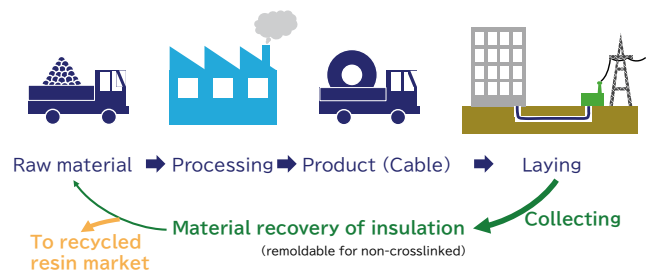 Raw material
Processing
Product (Cable)
Laying
Collecting
Material recovery of insulation
(remoldable for non-crosslinked)
To recycled
resin market